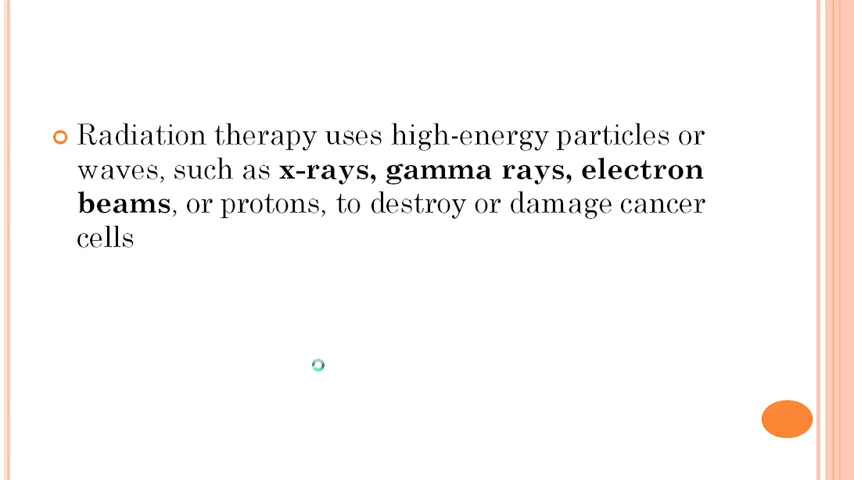 Radiation therapy uses high-energy particles or
waves, such as x-rays, gamma rays, electron
beams, or protons, to destroy or damage cancer
cells